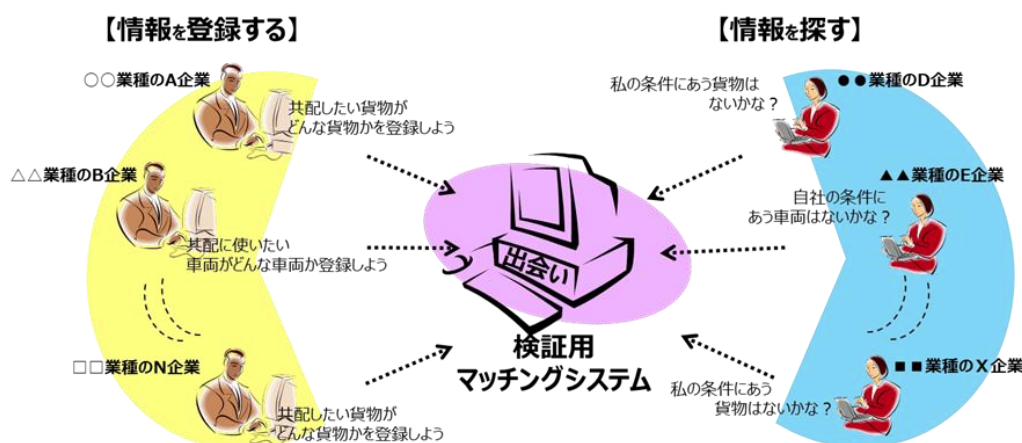 【情報を登録する】
○○業種のA企業
共配したい貨物が
どんな貨物かを登録しよう
△△業種のB企業
共配に使いたい
車両がどんな車両か登録しよう
□□業種のN企業
共配したい貨物が
どんな貨物かを登録しよう
出会い
検証用
マッチングシステム
【情報を探す】
●●業種のD企業
私の条件にあう貨物は
ないかな？
▲▲業種のE企業
自社の条件に
あう車両はないかな？
■■業種のX企業
私の条件にあう
貨物はないかな？